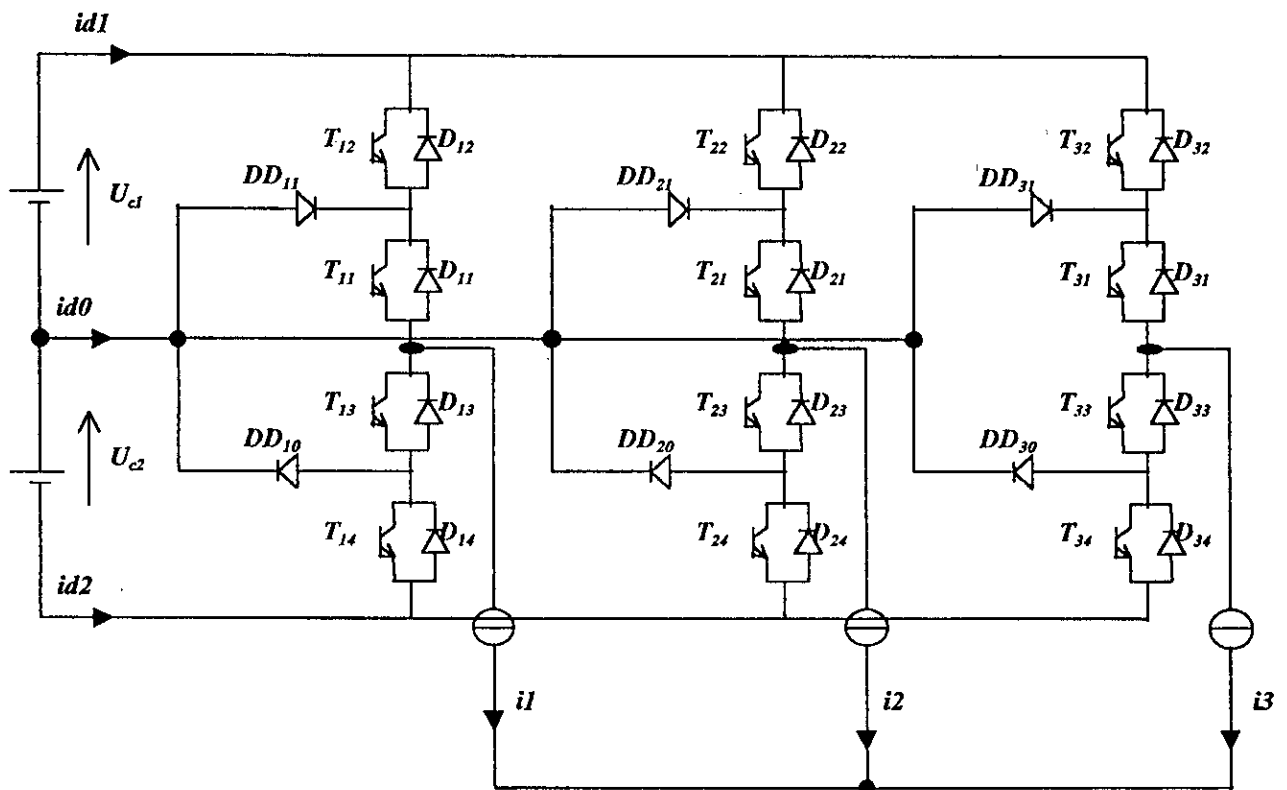 id1
T12 D12 T22 D22 T32 D32
DD11 DD21 DD31
Uc1
T11 D11 T21 D21 T31 D31
id0
T13 D13 T23 D23 T33 D33
DD10 DD20 DD30
Uc2
T14 D14 T24 D24 T34 D34
id2
i1 i2 i3